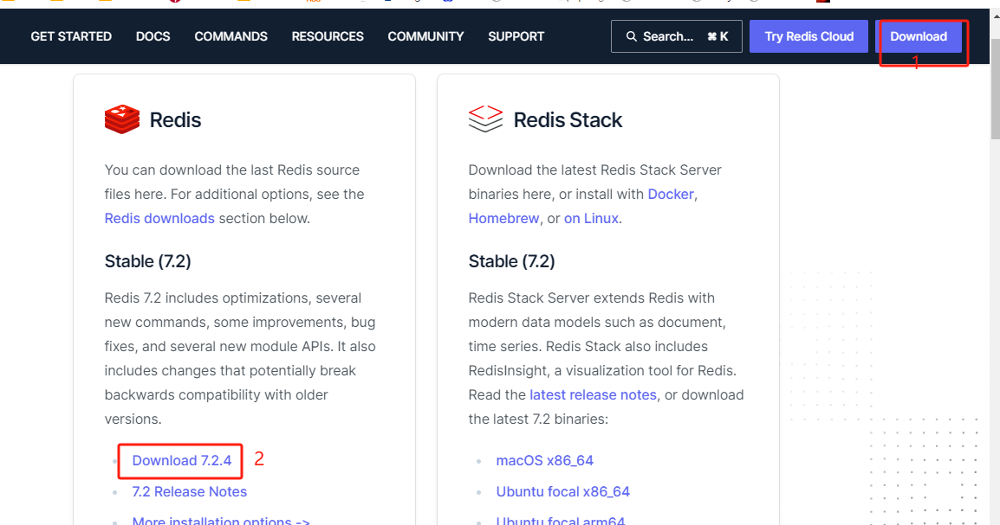 GET STARTED DOCS COMMANDS RESOURCES COMMUNITY SUPPORT Search... ⌘ K Try Redis Cloud Download
1
Redis
You can download the last Redis source
files here. For additional options, see the
Redis downloads section below.
Stable (7.2)
Redis 7.2 includes optimizations, several
new commands, some improvements, bug
fixes, and several new module APIs. It also
includes changes that potentially break
backwards compatibility with older
versions.
Download 7.2.4 2
7.2 Release Notes
More installation options ->
Redis Stack
Download the latest Redis Stack Server
binaries here, or install with Docker,
Homebrew, or on Linux.
Stable (7.2)
Redis Stack Server extends Redis with
modern data models such as document,
time series. Redis Stack also includes
RedisInsight, a visualization tool for Redis.
Read the latest release notes, or download
the latest 7.2 binaries:
macOS x86_64
Ubuntu focal x86_64
Ubuntu focal arm64